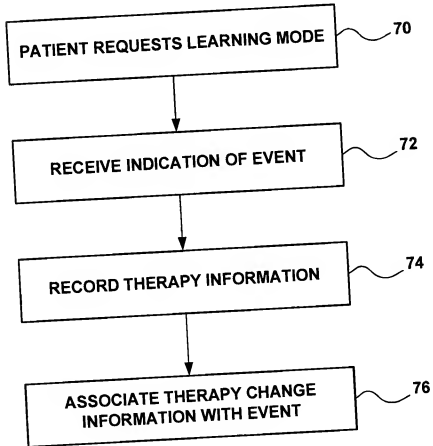 PATIENT REQUESTS LEARNING MODE
70
RECEIVE INDICATION OF EVENT
72
RECORD THERAPY INFORMATION
74
ASSOCIATE THERAPY CHANGE
INFORMATION WITH EVENT
76